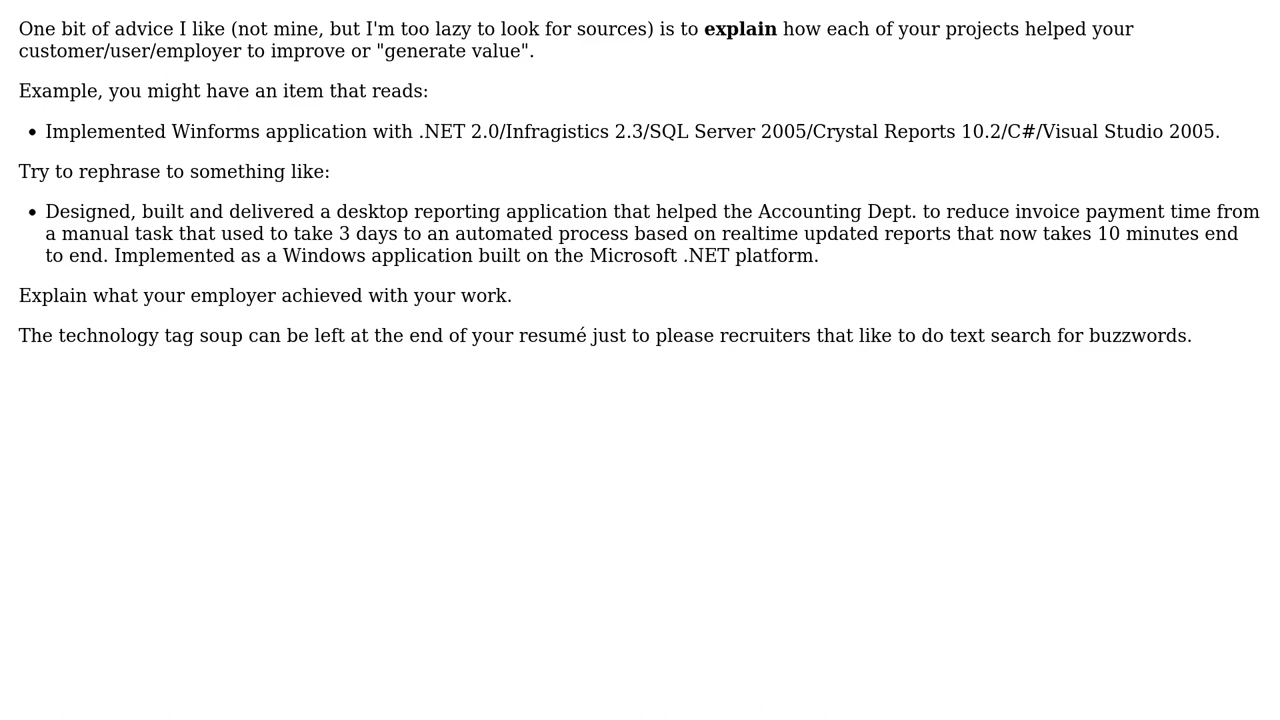 One bit of advice I like (not mine, but I'm too lazy to look for sources) is to explain how each of your projects helped your
customer/user/employer to improve or "generate value".
Example, you might have an item that reads:
• Implemented Winforms application with .NET 2.0/Infragistics 2.3/SQL Server 2005/Crystal Reports 10.2/C#/Visual Studio 2005.
Try to rephrase to something like:
• Designed, built and delivered a desktop reporting application that helped the Accounting Dept. to reduce invoice payment time from
a manual task that used to take 3 days to an automated process based on realtime updated reports that now takes 10 minutes end
to end. Implemented as a Windows application built on the Microsoft .NET platform.
Explain what your employer achieved with your work.
The technology tag soup can be left at the end of your resumé just to please recruiters that like to do text search for buzzwords.